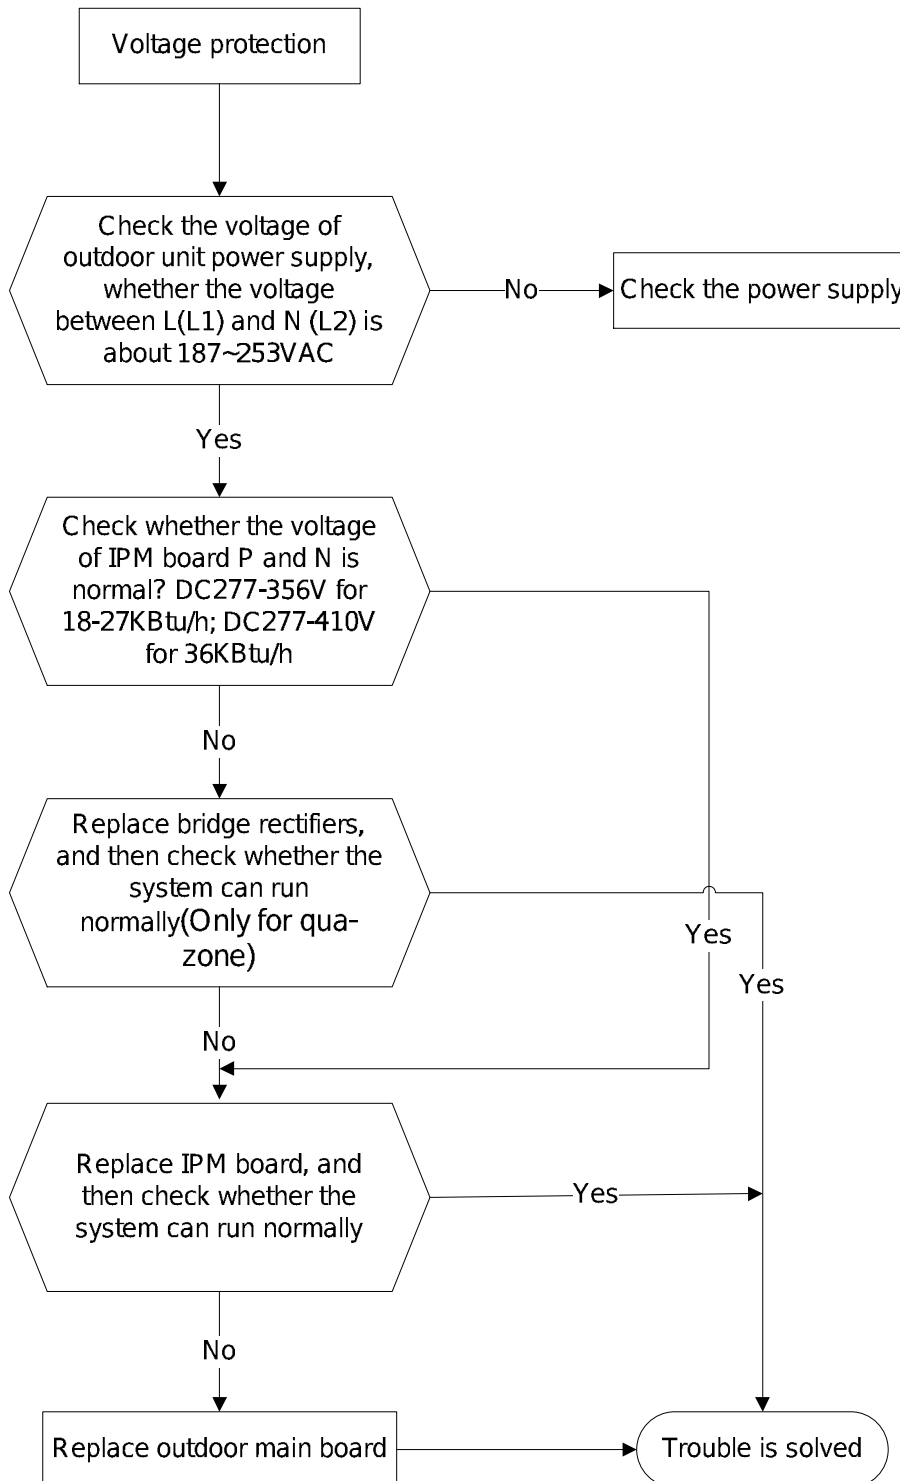 Voltage protection
Check the voltage of
outdoor unit power supply,
whether the voltage
between L(L1) and N (L2) is
about 187~253VAC
No
Check the power supply
Yes
Check whether the voltage
of IPM board P and N is
normal? DC277-356V for
18-27KBtu/h; DC277-410V
for 36KBtu/h
No
Replace bridge rectifiers,
and then check whether the
system can run
normally(Only for qua-
zone)
Yes
Yes
No
Replace IPM board, and
then check whether the
system can run normally
Yes
No
Replace outdoor main board
Trouble is solved